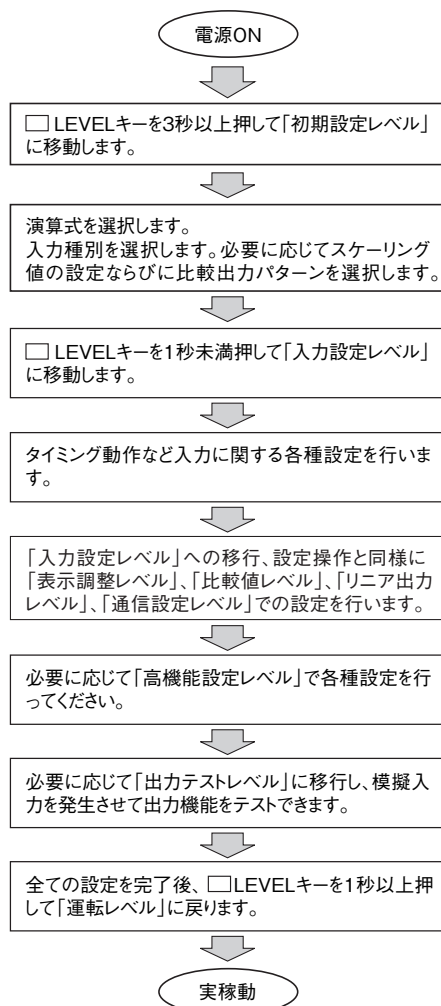 電源ON
□ LEVELキーを3秒以上押して「初期設定レベル」
に移動します。
演算式を選択します。
入力種別を選択します。必要に応じてスケーリング
値の設定ならびに比較出力パターンを選択します。
□ LEVELキーを1秒未満押して「入力設定レベル」
に移動します。
タイミング動作など入力に関する各種設定を行いま
す。
「入力設定レベル」への移行、設定操作と同様に
「表示調整レベル」、「比較値レベル」、「リニア出力
レベル」、「通信設定レベル」での設定を行います。
必要に応じて「高機能設定レベル」で各種設定を行
ってください。
必要に応じて「出力テストレベル」に移行し、模擬入
力を発生させて出力機能をテストできます。
全ての設定を完了後、□LEVELキーを1秒以上押
して「運転レベル」に戻ります。
実稼動